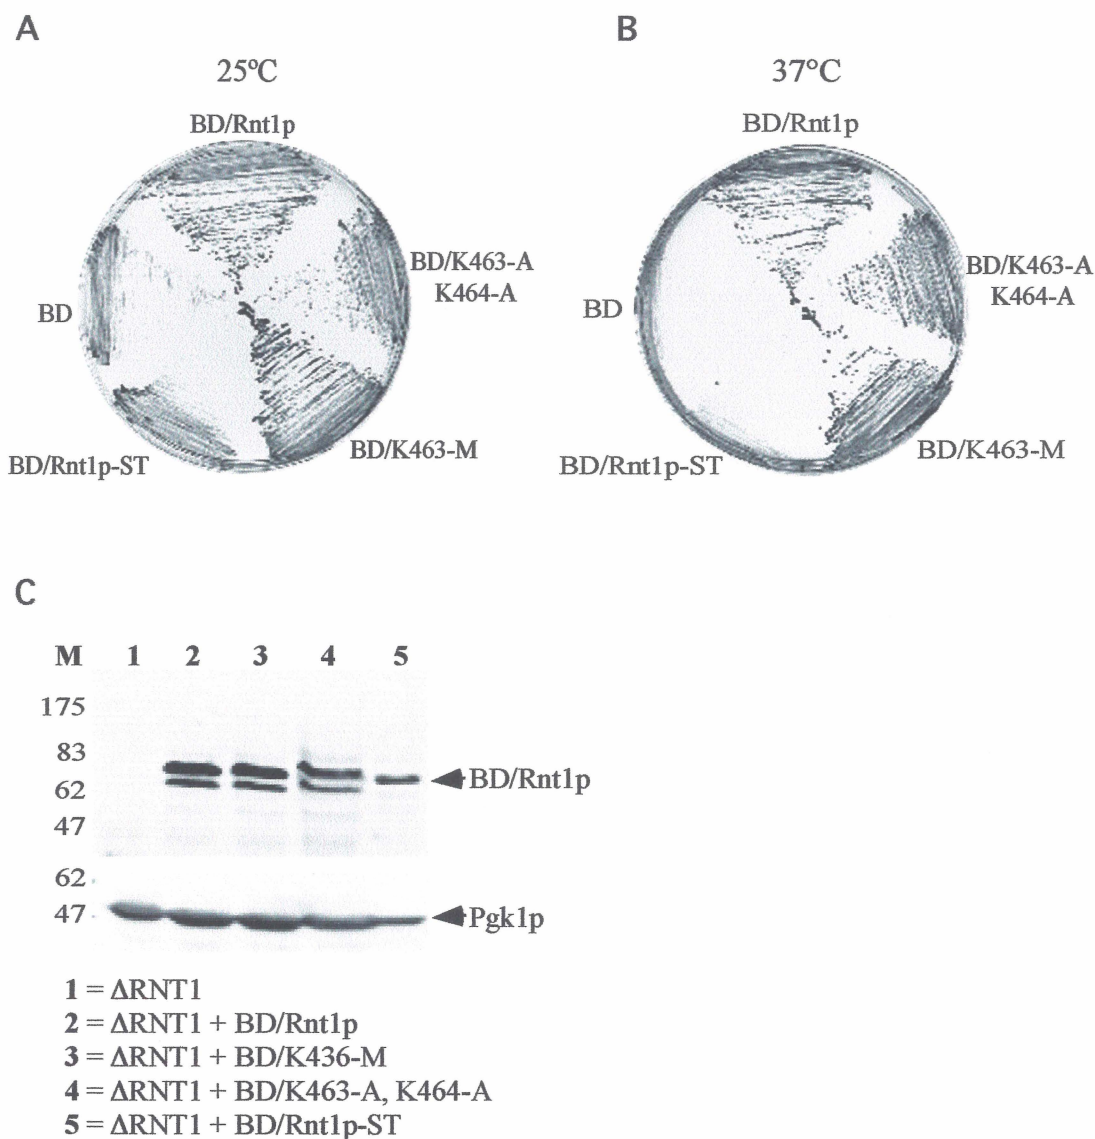 A
25ºC
BD/Rnt1p
BD/K463-A
K464-A
BD
BD/Rnt1p-ST
BD/K463-M
B
37°C
BD/Rnt1p
BD/K463-A
K464-A
BD
BD/Rnt1p-ST
BD/K463-M
C
M 1 2 3 4 5
175
83
62
47
BD/Rnt1p
62
47
Pgk1p
1 = ΔRNT1
2 = ΔRNT1 + BD/Rnt1p
3 = ΔRNT1 + BD/K436-M
4 = ΔRNT1 + BD/K463-A, K464-A
5 = ΔRNT1 + BD/Rnt1p-ST